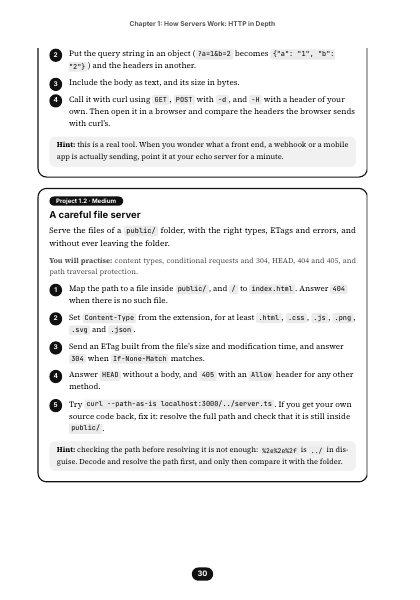 Chapter 1: How Servers Work: HTTP in Depth
2 Put the query string in an object ( ?a=1&b=2 becomes {"a": "1", "b":
"2"} ) and the headers in another.
3 Include the body as text, and its size in bytes.
4 Call it with curl using GET , POST with -d , and -H with a header of your
own. Then open it in a browser and compare the headers the browser sends
with curl's.
Hint: this is a real tool. When you wonder what a front end, a webhook or a mobile
app is actually sending, point it at your echo server for a minute.
Project 1.2 · Medium
A careful file server
Serve the files of a public/ folder, with the right types, ETags and errors, and
without ever leaving the folder.
You will practise: content types, conditional requests and 304, HEAD, 404 and 405, and
path traversal protection.
1 Map the path to a file inside public/ , and / to index.html . Answer 404
when there is no such file.
2 Set Content-Type from the extension, for at least .html , .css , .js , .png ,
.svg and .json .
3 Send an ETag built from the file's size and modification time, and answer
304 when If-None-Match matches.
4 Answer HEAD without a body, and 405 with an Allow header for any other
method.
5 Try curl --path-as-is localhost:3000/../server.ts . If you get your own
source code back, fix it: resolve the full path and check that it is still inside
public/ .
Hint: checking the path before resolving it is not enough: %2e%2e%2f is ../ in dis-
guise. Decode and resolve the path first, and only then compare it with the folder.
30